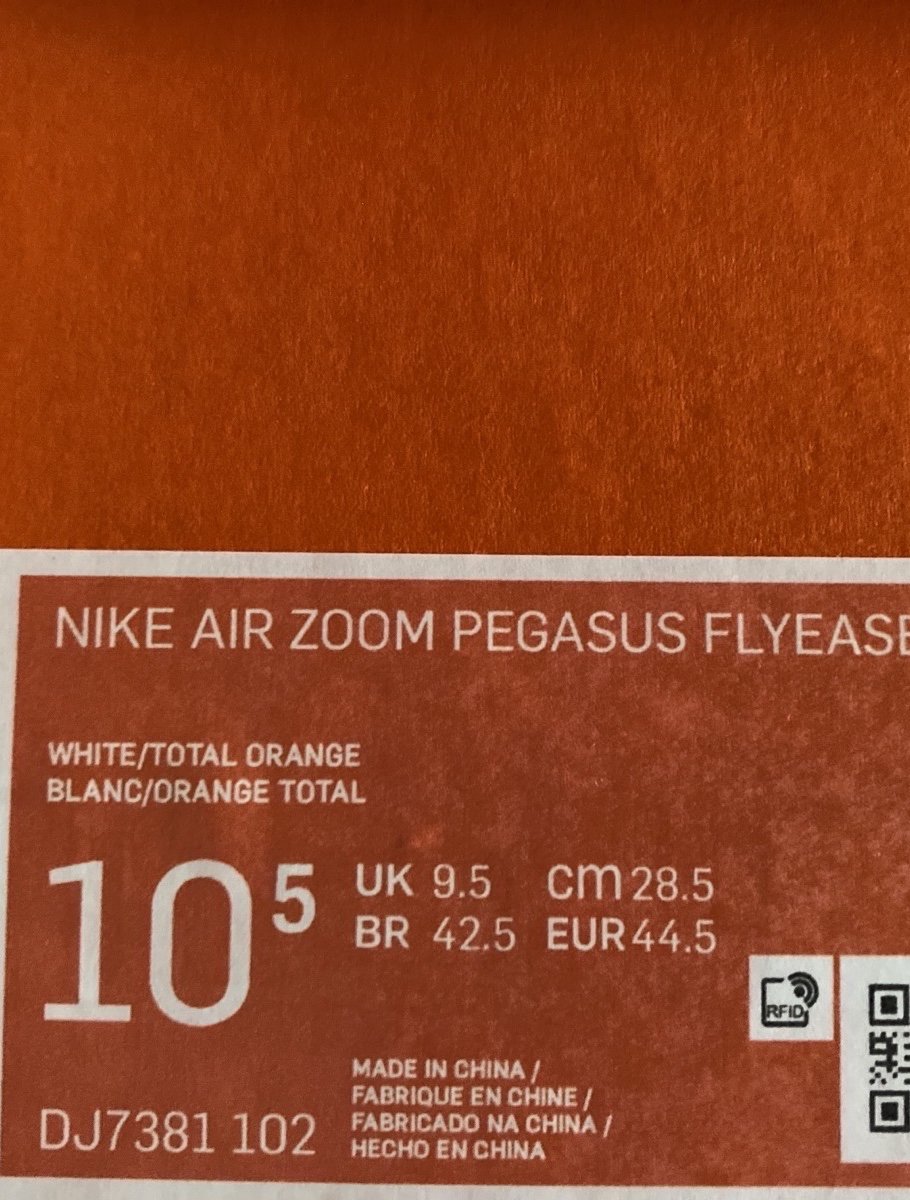 NIKE AIR ZOOM PEGASUS FLYEASE
WHITE/TOTAL ORANGE
BLANC/ORANGE TOTAL
10 5
UK 9.5 cm 28.5
BR 42.5 EUR 44.5
RFID
MADE IN CHINA /
FABRIQUE EN CHINE /
FABRICADO NA CHINA /
HECHO EN CHINA
DJ7381 102